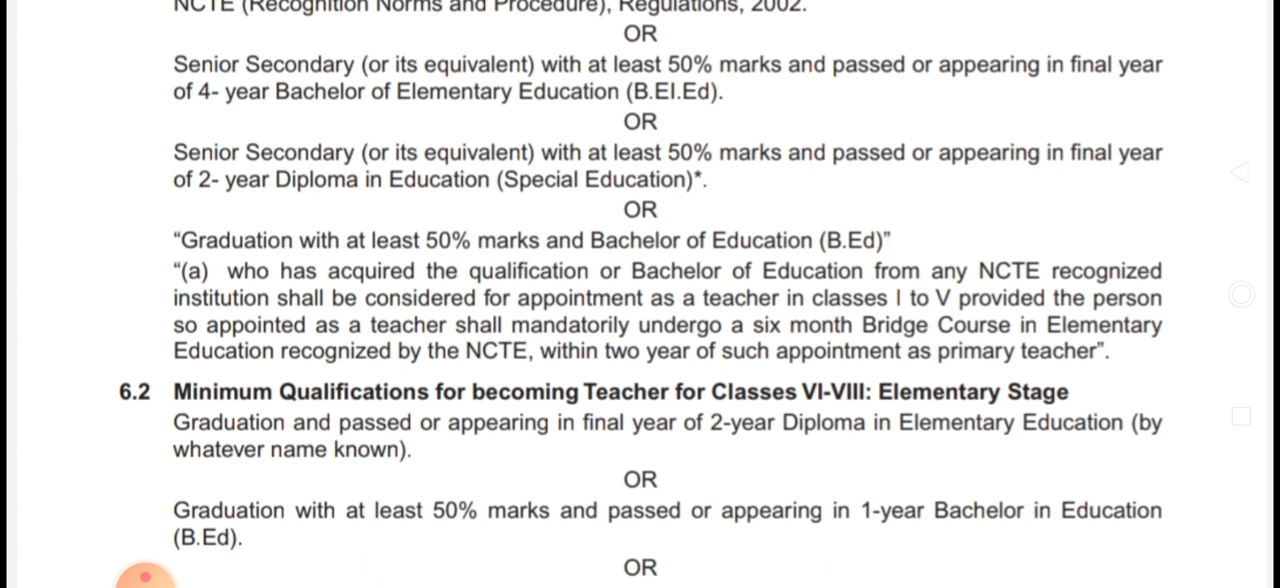 NCTE (Recognition Norms and Procedure), Regulations, 2002.
OR
Senior Secondary (or its equivalent) with at least 50% marks and passed or appearing in final year
of 4- year Bachelor of Elementary Education (B.El.Ed).
OR
Senior Secondary (or its equivalent) with at least 50% marks and passed or appearing in final year
of 2- year Diploma in Education (Special Education)*.
OR
“Graduation with at least 50% marks and Bachelor of Education (B.Ed)”
“(a) who has acquired the qualification or Bachelor of Education from any NCTE recognized
institution shall be considered for appointment as a teacher in classes I to V provided the person
so appointed as a teacher shall mandatorily undergo a six month Bridge Course in Elementary
Education recognized by the NCTE, within two year of such appointment as primary teacher”.
6.2 Minimum Qualifications for becoming Teacher for Classes VI-VIII: Elementary Stage
Graduation and passed or appearing in final year of 2-year Diploma in Elementary Education (by
whatever name known).
OR
Graduation with at least 50% marks and passed or appearing in 1-year Bachelor in Education
(B.Ed).
OR